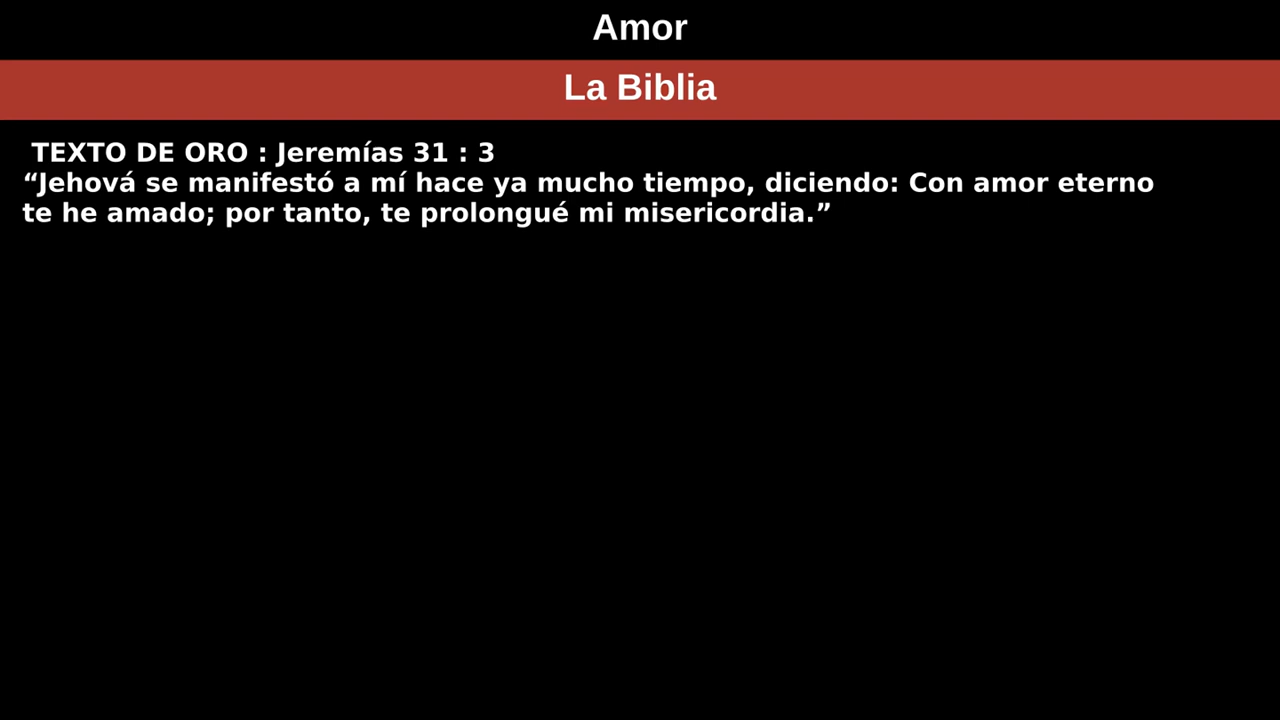 Amor
La Biblia
TEXTO DE ORO : Jeremías 31 : 3
“Jehová se manifestó a mí hace ya mucho tiempo, diciendo: Con amor eterno
te he amado; por tanto, te prolongué mi misericordia.”